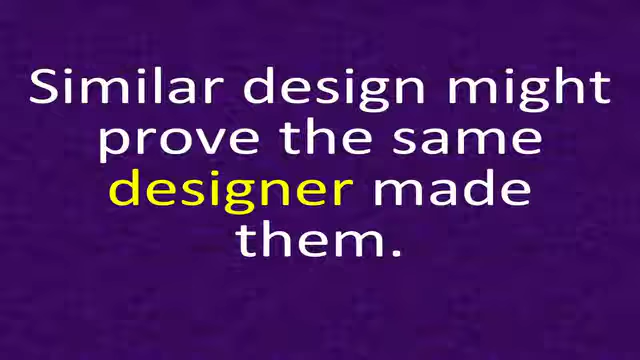 Similar design might
prove the same
designer made
them.